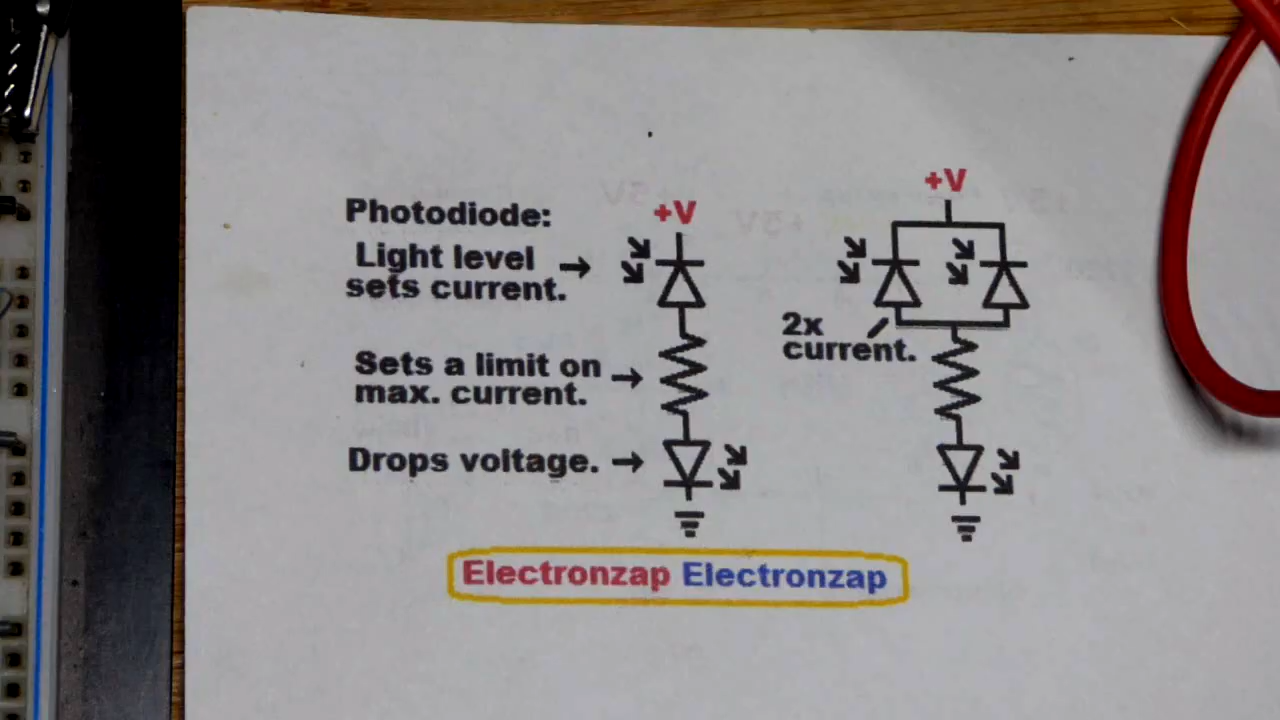 Photodiode:
Light level
sets current.
+V
Sets a limit on
max. current.
Drops voltage.
+V
2x
current.
Electronzap Electronzap